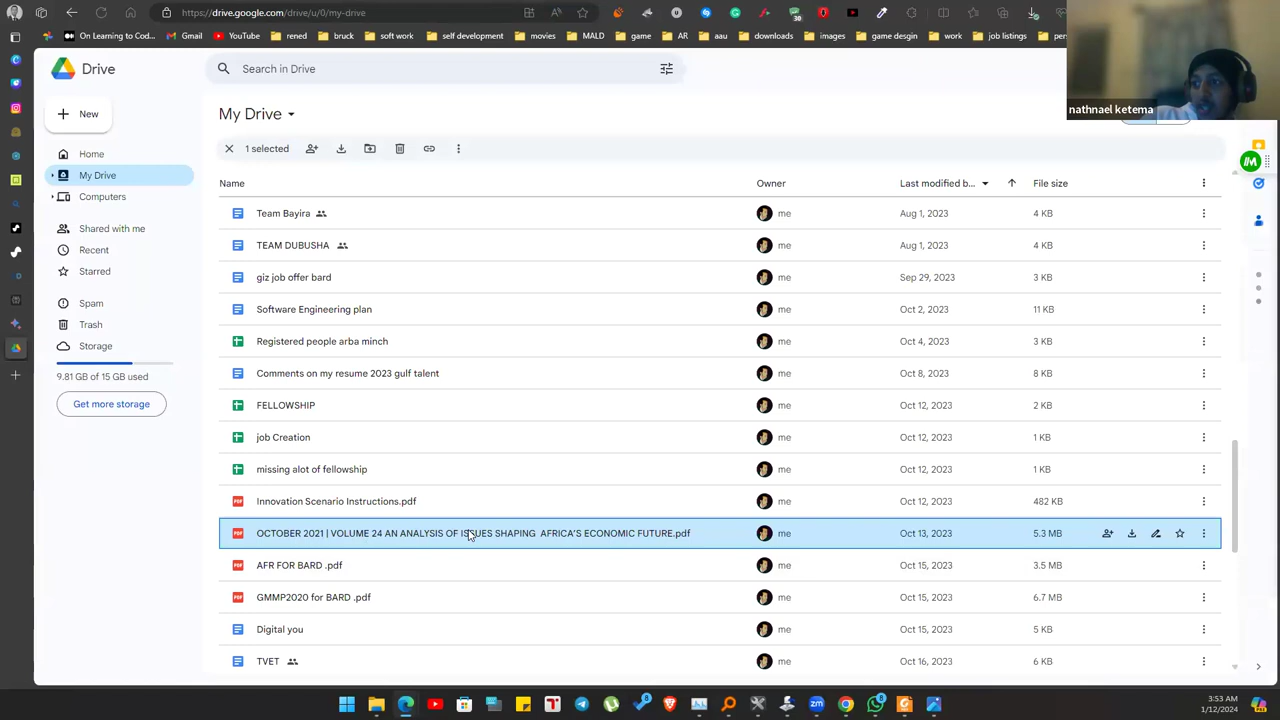 https://drive.google.com/drive/u/0/my-drive
30
On Learning to Cod...
Gmail
YouTube
rened
bruck
soft work
self development
movies
MALD
game
AR
aau
downloads
images
game desgin
work
job listings
Drive
Search in Drive
nathnael ketema
New
My Drive
1 selected
Home
My Drive
Computers
Shared with me
Recent
Starred
Spam
Trash
Storage
9.81 GB of 15 GB used
Get more storage
Name Owner Last modified b... File size
Team Bayira me Aug 1, 2023 4 KB
TEAM DUBUSHA me Aug 1, 2023 4 KB
giz job offer bard me Sep 29, 2023 3 KB
Software Engineering plan me Oct 2, 2023 11 KB
Registered people arba minch me Oct 4, 2023 3 KB
Comments on my resume 2023 gulf talent me Oct 8, 2023 8 KB
FELLOWSHIP me Oct 12, 2023 2 KB
job Creation me Oct 12, 2023 1 KB
missing alot of fellowship me Oct 12, 2023 1 KB
PDF Innovation Scenario Instructions.pdf me Oct 12, 2023 482 KB
PDF OCTOBER 2021 | VOLUME 24 AN ANALYSIS OF ISSUES SHAPING AFRICA'S ECONOMIC FUTURE.pdf me Oct 13, 2023 5.3 MB
PDF AFR FOR BARD .pdf me Oct 15, 2023 3.5 MB
PDF GMMP2020 for BARD .pdf me Oct 15, 2023 6.7 MB
Digital you me Oct 15, 2023 5 KB
TVET me Oct 16, 2023 6 KB
3:53 AM
1/12/2024